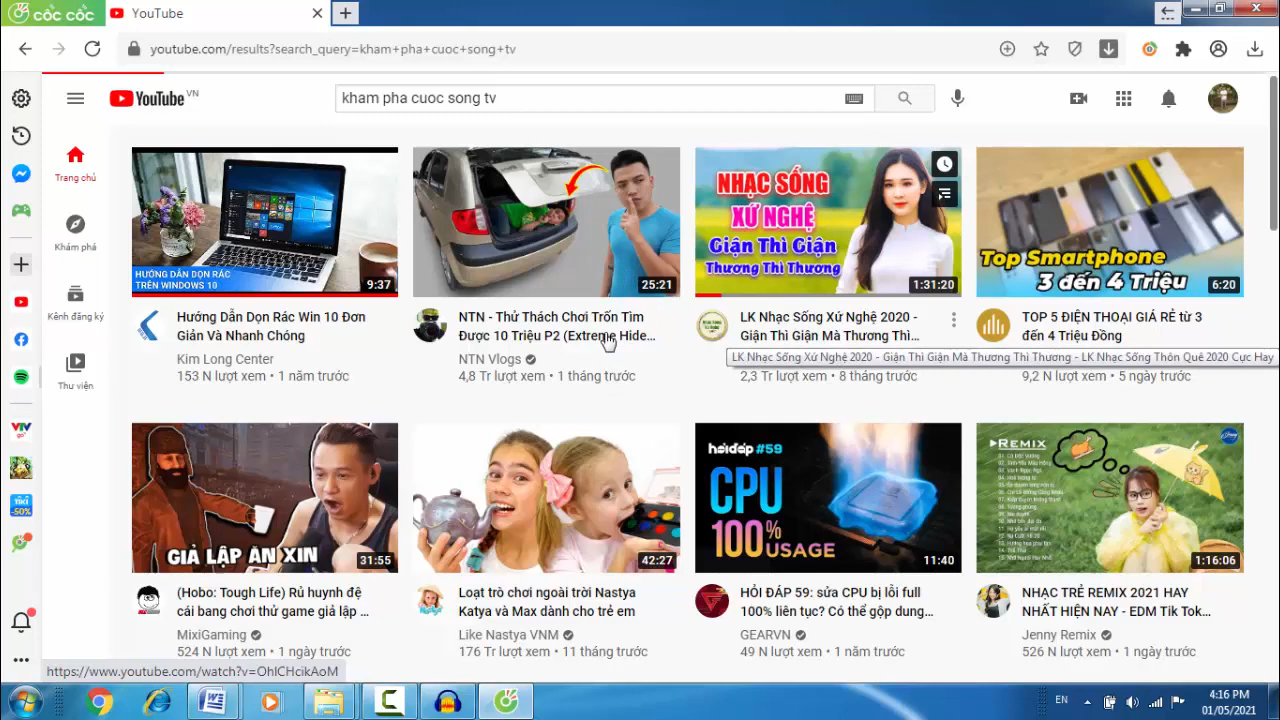 cốc cốc
YouTube
youtube.com/results?search_query=kham+pha+cuoc+song+tv
YouTube VN
kham pha cuoc song tv
Trang chủ
Khám phá
Kênh đăng ký
Thư viện
VTV go
TIKI
-50%
HƯỚNG DẪN DỌN RÁC
TRÊN WINDOWS 10
9:37
25:21
NHẠC SỐNG
XỨ NGHỆ
Giận Thì Giận
Thương Thì Thương
1:31:20
Top Smartphone
3 đến 4 Triệu
6:20
Hướng Dẫn Dọn Rác Win 10 Đơn
Giản Và Nhanh Chóng
Kim Long Center
153 N lượt xem • 1 năm trước
NTN - Thử Thách Chơi Trốn Tìm
Được 10 Triệu P2 (Extreme Hide...
NTN Vlogs
4,8 Tr lượt xem • 1 tháng trước
LK Nhạc Sống Xứ Nghệ 2020 -
Giận Thì Giận Mà Thương Thì...
LK Nhạc Sống Xứ Nghệ 2020 - Giận Thì Giận Mà Thương Thì Thương - LK Nhạc Sống Thôn Quê 2020 Cực Hay
2,3 Tr lượt xem • 8 tháng trước
TOP 5 ĐIỆN THOẠI GIÁ RẺ từ 3
đến 4 Triệu Đồng
9,2 N lượt xem • 5 ngày trước
GIẢ LẬP ĂN XIN
31:55
42:27
hỏiđáp #59
CPU
100%
USAGE
11:40
REMIX
1:16:06
(Hobo: Tough Life) Rủ huynh đệ
cái bang chơi thử game giả lập ...
MixiGaming
524 N lượt xem • 1 năm trước
Loạt trò chơi ngoài trời Nastya
Katya và Max dành cho trẻ em
Like Nastya VNM
176 Tr lượt xem • 11 tháng trước
HỎI ĐÁP 59: sửa CPU bị lỗi full
100% liên tục? Có thể gộp dung...
GEARVN
49 N lượt xem • 1 năm trước
NHẠC TRẺ REMIX 2021 HAY
NHẤT HIỆN NAY - EDM Tik Tok...
Jenny Remix
526 N lượt xem • 1 ngày trước
https://www.youtube.com/watch?v=OhlCHcikAoM
EN
4:16 PM
01/05/2021